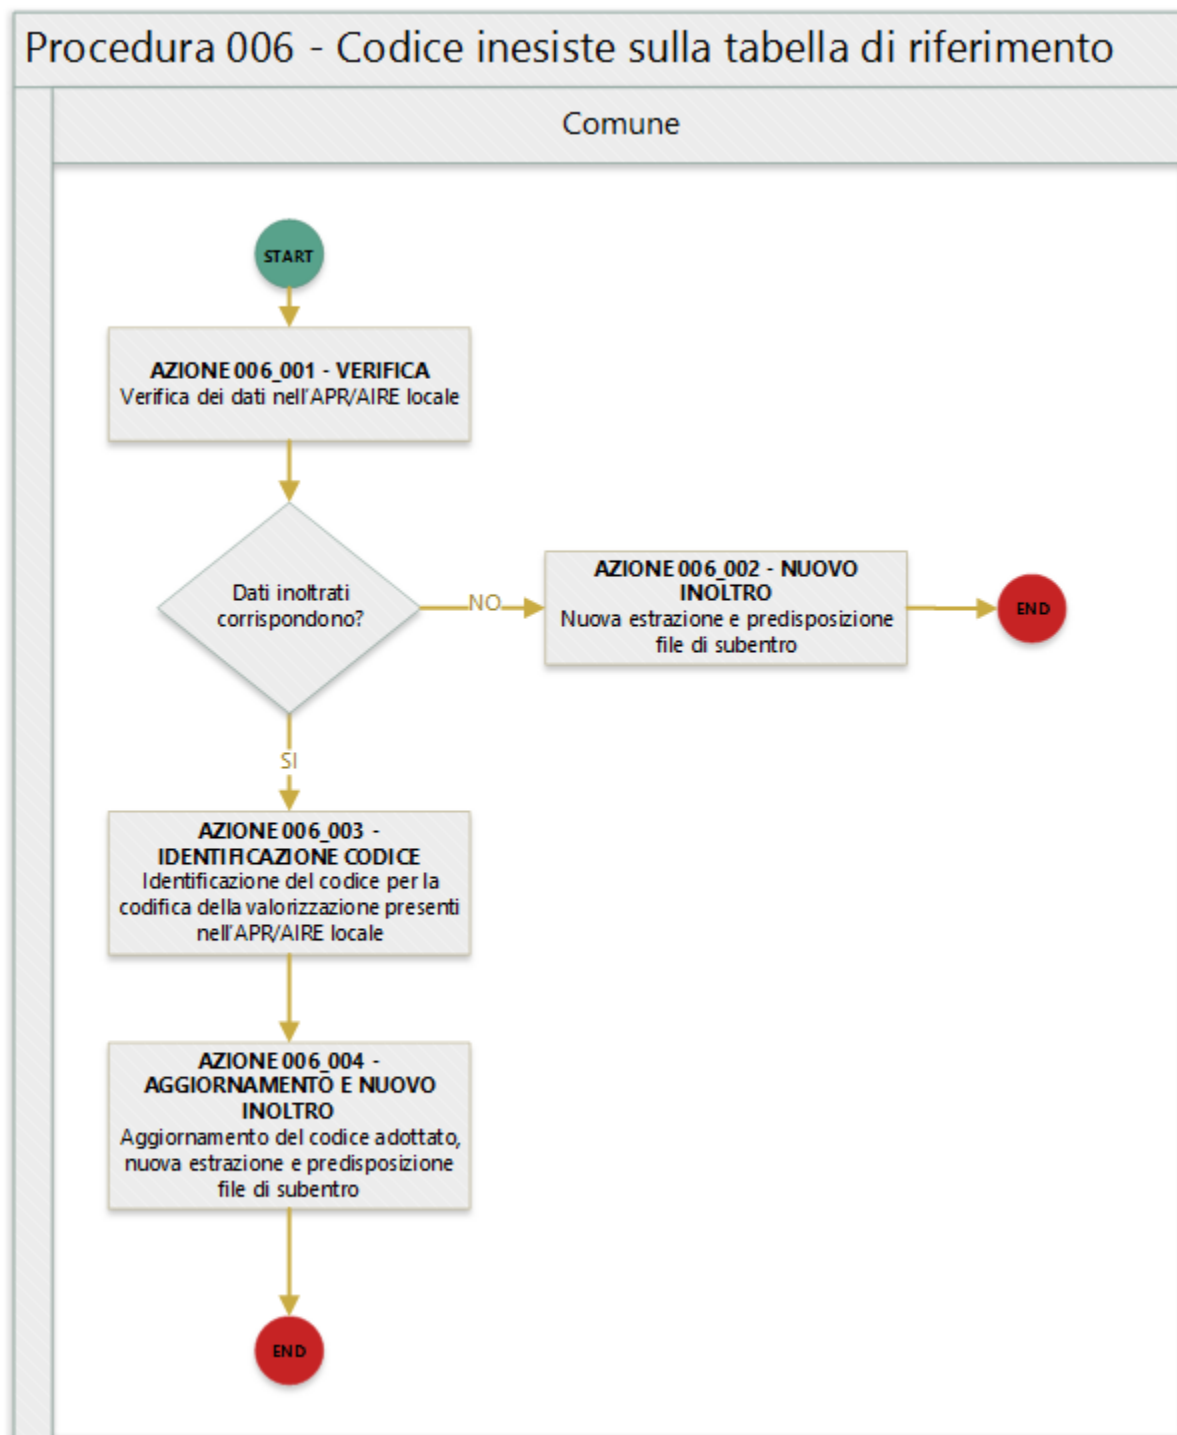 Procedura 006 - Codice inesiste sulla tabella di riferimento
Comune
START
AZIONE 006_001 - VERIFICA
Verifica dei dati nell'APR/AIRE locale
Dati inoltrati
corrispondono?
NO
AZIONE 006_002 - NUOVO
INOLTRO
Nuova estrazione e predisposizione
file di subentro
END
SI
AZIONE 006_003 -
IDENTIFICAZIONE CODICE
Identificazione del codice per la
codifica della valorizzazione presenti
nell'APR/AIRE locale
AZIONE 006_004 -
AGGIORNAMENTO E NUOVO
INOLTRO
Aggiornamento del codice adottato,
nuova estrazione e predisposizione
file di subentro
END